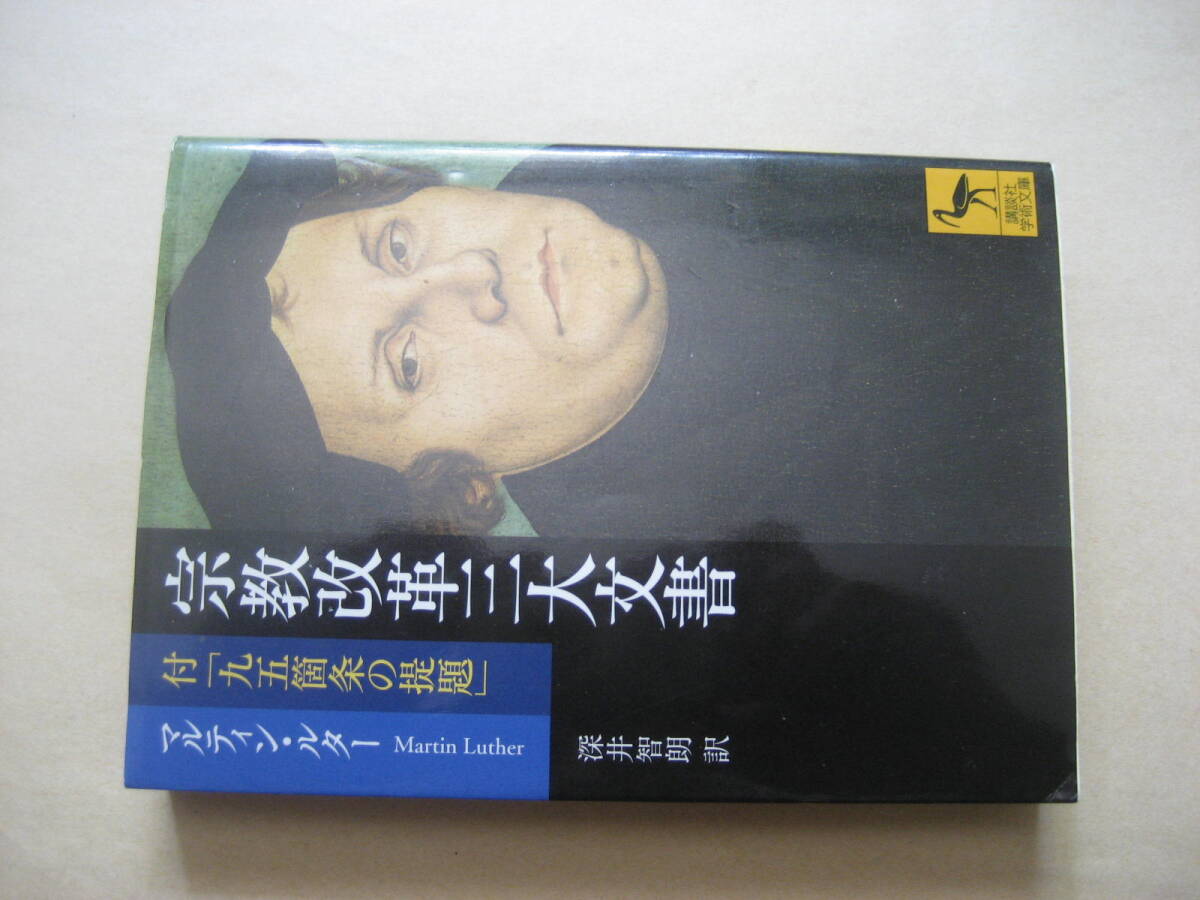 宗教改革三大文書
付「九五箇条の提題」
マルティン・ルター Martin Luther
深井智朗 訳
講談社
学術文庫